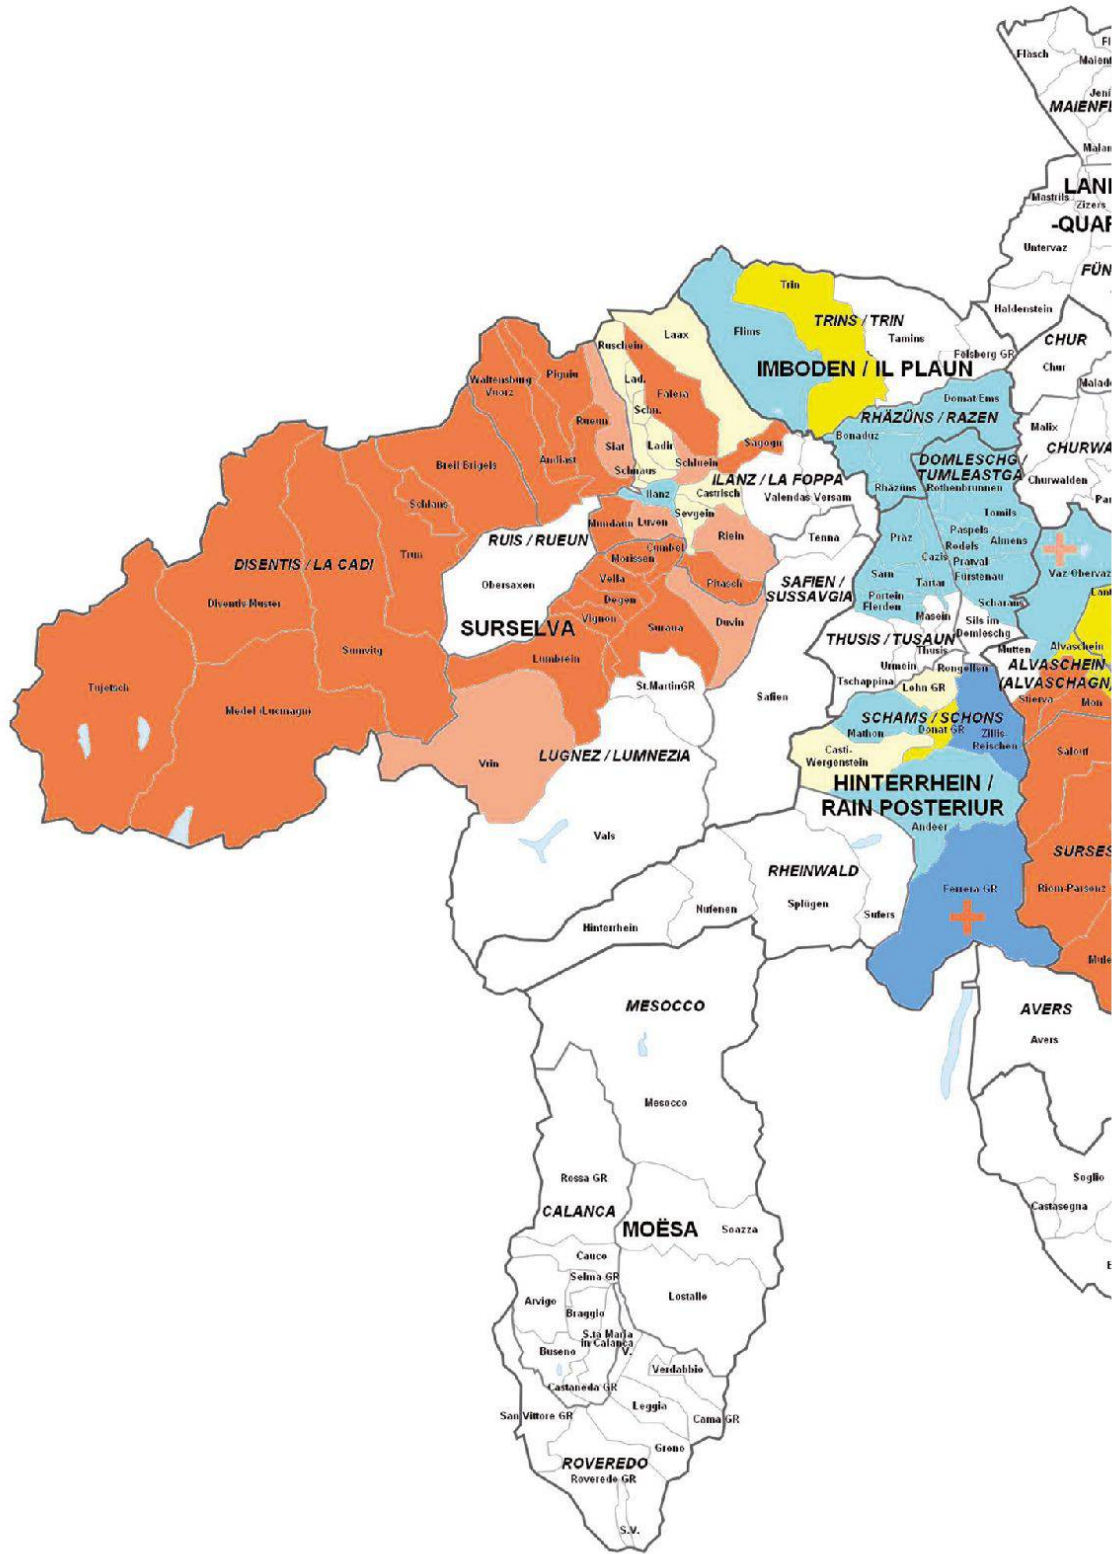 Fläsch
MAIENF
Mastrils
Zizers
LAN
-QUA
Untervaz
FÜN
Haldenstein
Trin
Flims
TRINS / TRIN
Tamins
Felsberg GR
CHUR
Chur
IMBODEN / IL PLAUN
Domat/Ems
RHÄZÜNS / RAZEN
Bonaduz
Malix
CHURWA
Churwalden
Laax
Ruschein
Lad.
Schn.
Falera
Ladir
Schnaus
Schluein
Sagogn
Waltensburg
Vuorz
Pigniu
Rueun
Siat
Andiast
Breil/Brigels
Schlans
ILANZ / LA FOPPA
Valendas
Versam
Ilanz
Castrisch
Sevgein
DOMLESCHG /
TUMLEASTGA
Rhäzüns
Rothenbrunnen
Tomils
Paspels
Almens
Rodels
Pratval
Präz
Cazis
Fürstenau
Sarn
Tartar
Scharans
Portein
Flerden
Masein
Sils im
Domleschg
Vaz/Obervaz
Mundaun
Luven
Riein
RUIS / RUEUN
Cumbel
Morissen
Tenna
DISENTIS / LA CADI
Trun
Obersaxen
Vella
Pitasch
SAFIEN /
SUSSAVGIA
Degen
Disentis/Mustér
Vignon
Duvin
SURSELVA
Suraua
THUSIS / TUSAUN
Thusis
Mutten
Alvaschein
Sumvitg
Lumbrein
Urmein
Rongellen
ALVASCHEIN
(ALVASCHAGN
Tujetsch
St.MartinGR
Tschappina
Lohn GR
Stierva
Mon
Medel (Lucmagn)
Safien
SCHAMS / SCHONS
Mathon
Donat GR
Zillis-
Reischen
Vrin
LUGNEZ / LUMNEZIA
Casti-
Wergenstein
Salouf
HINTERRHEIN /
RAIN POSTERIUR
Andeer
Vals
RHEINWALD
SURSES
Ferrera GR
Riom-Parsonz
Nufenen
Splügen
Sufers
Hinterrhein
MESOCCO
AVERS
Avers
Mesocco
Rossa GR
CALANCA
MOËSA
Soazza
Soglio
Castasegna
Cauco
Selma GR
Arvigo
Braggio
Lostallo
S.ta Maria
in Calanca
V.
Buseno
Verdabbio
Castaneda GR
Leggia
San Vittore GR
Cama GR
Grono
ROVEREDO
Roveredo GR
S.V.